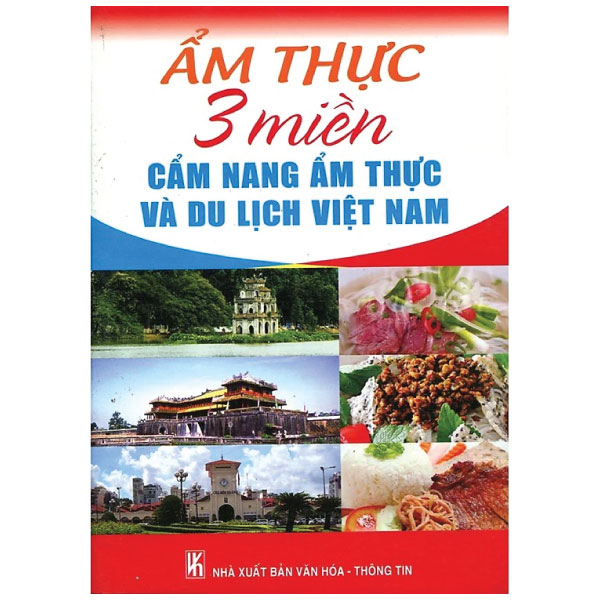 ẨM THỰC
3 miền
CẨM NANG ẨM THỰC
VÀ DU LỊCH VIỆT NAM
NHÀ XUẤT BẢN VĂN HÓA - THÔNG TIN